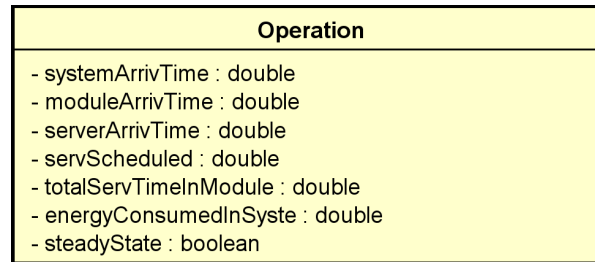 Operation
- systemArrivTime : double
- moduleArrivTime : double
- serverArrivTime : double
- servScheduled : double
- totalServTimeInModule : double
- energyConsumedInSyste : double
- steadyState : boolean